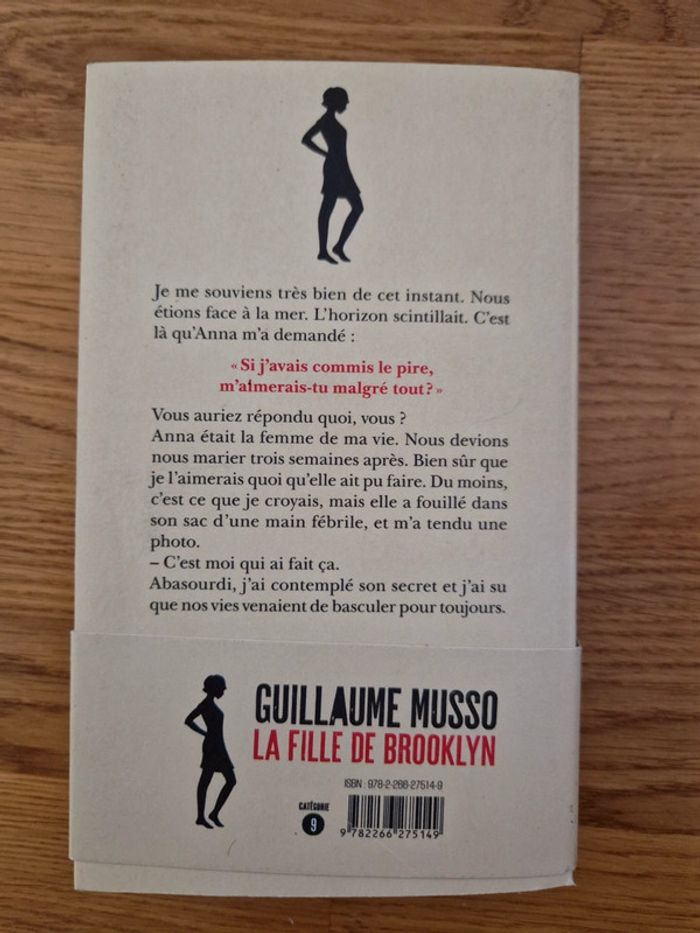 Je me souviens très bien de cet instant. Nous
étions face à la mer. L'horizon scintillait. C'est
là qu'Anna m'a demandé :
« Si j'avais commis le pire,
m'aimerais-tu malgré tout ? »
Vous auriez répondu quoi, vous ?
Anna était la femme de ma vie. Nous devions
nous marier trois semaines après. Bien sûr que
je l'aimerais quoi qu'elle ait pu faire. Du moins,
c'est ce que je croyais, mais elle a fouillé dans
son sac d'une main fébrile, et m'a tendu une
photo.
– C'est moi qui ai fait ça.
Abasourdi, j'ai contemplé son secret et j'ai su
que nos vies venaient de basculer pour toujours.
GUILLAUME MUSSO
LA FILLE DE BROOKLYN
ISBN : 978-2-266-27514-9
CATÉGORIE
9
9 782266 275149